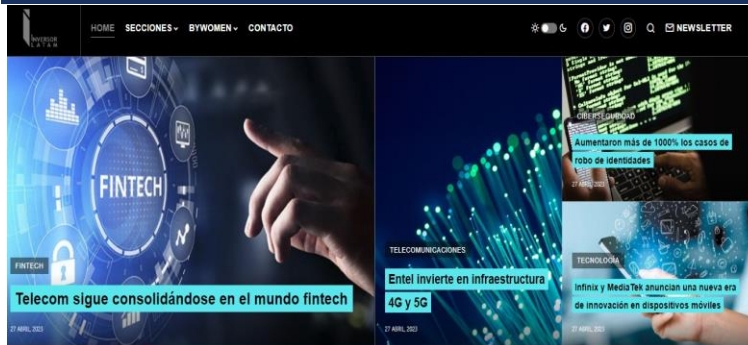 INVERSOR
LATAM
HOME SECCIONES BYWOMEN CONTACTO NEWSLETTER
FINTECH
FINTECH
Telecom sigue consolidándose en el mundo fintech
27 ABRIL, 2023
TELECOMUNICACIONES
Entel invierte en infraestructura
4G y 5G
27 ABRIL, 2023
CIBERSEGURIDAD
Aumentaron más de 1000% los casos de
robo de identidades
27 ABRIL, 2023
TECNOLOGÍA
Infinix y MediaTek anuncian una nueva era
de innovación en dispositivos móviles
27 ABRIL, 2023